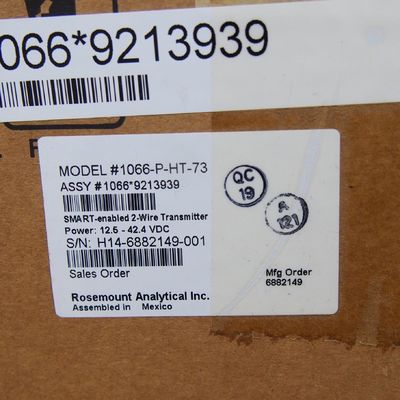 066*9213939
MODEL #1066-P-HT-73
ASSY #1066*9213939
QC
19
A
121
SMART-enabled 2-Wire Transmitter
Power: 12.5 - 42.4 VDC
S/N: H14-6882149-001
Sales Order
Mfg Order
6882149
Rosemount Analytical Inc.
Assembled in Mexico